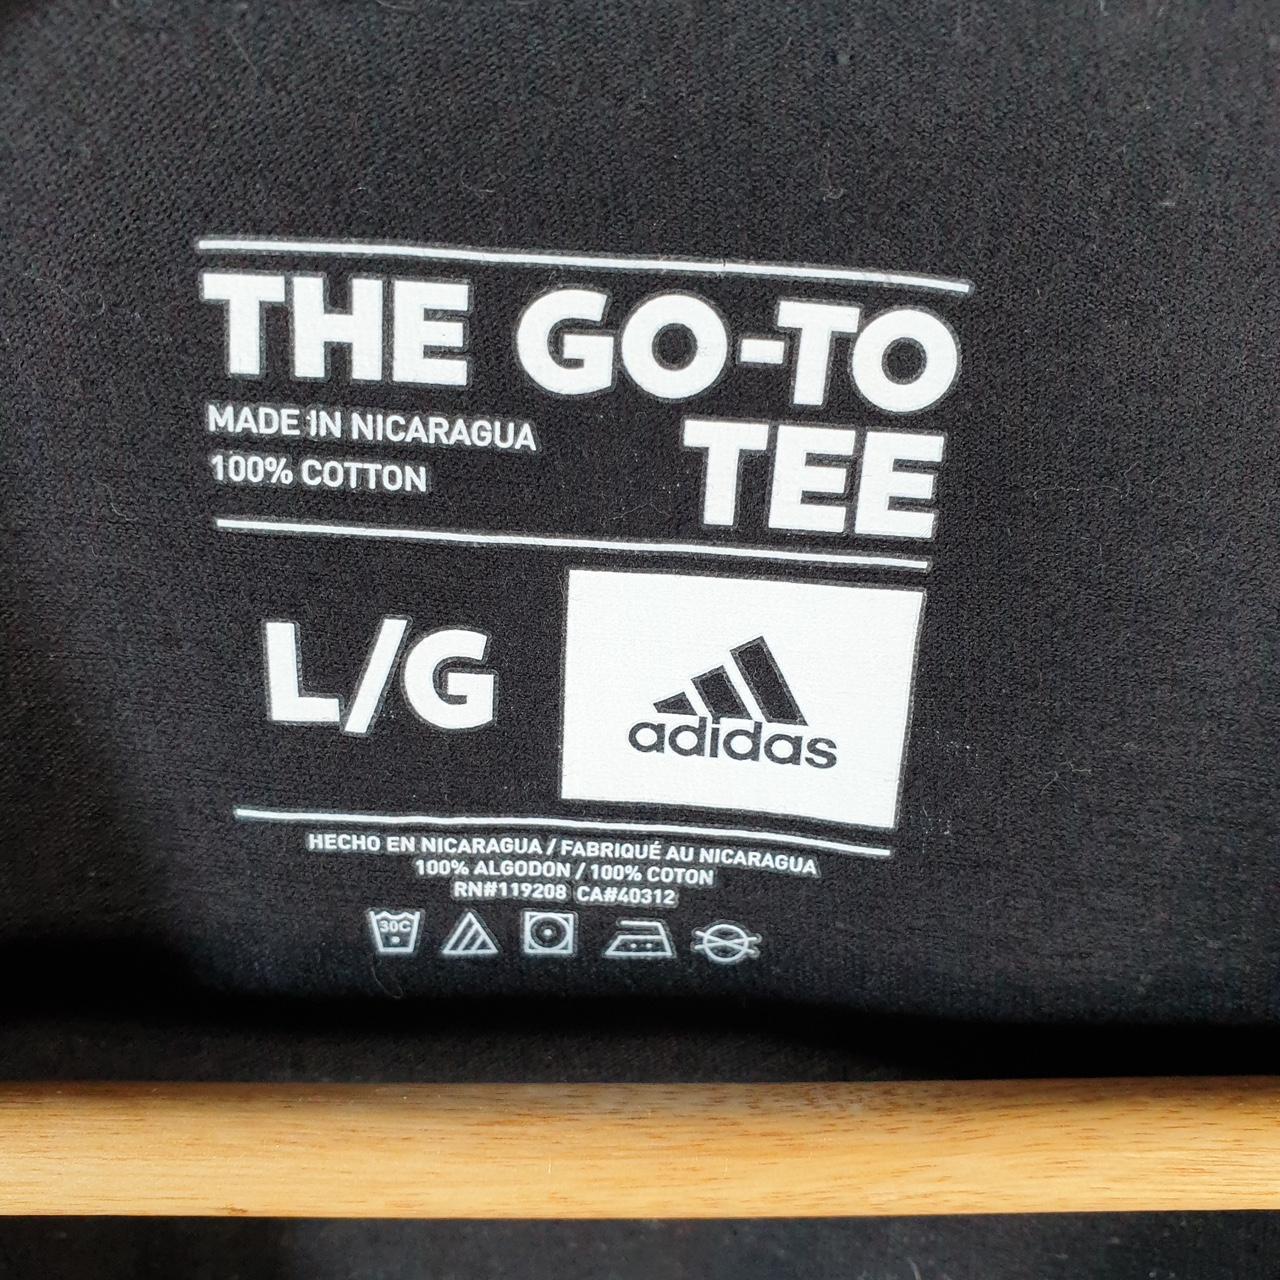 THE GO-TO
MADE IN NICARAGUA
TEE
100% COTTON
L/G
adidas
HECHO EN NICARAGUA / FABRIQUÉ AU NICARAGUA
100% ALGODON / 100% COTON
RN#119208 CA#40312
30C